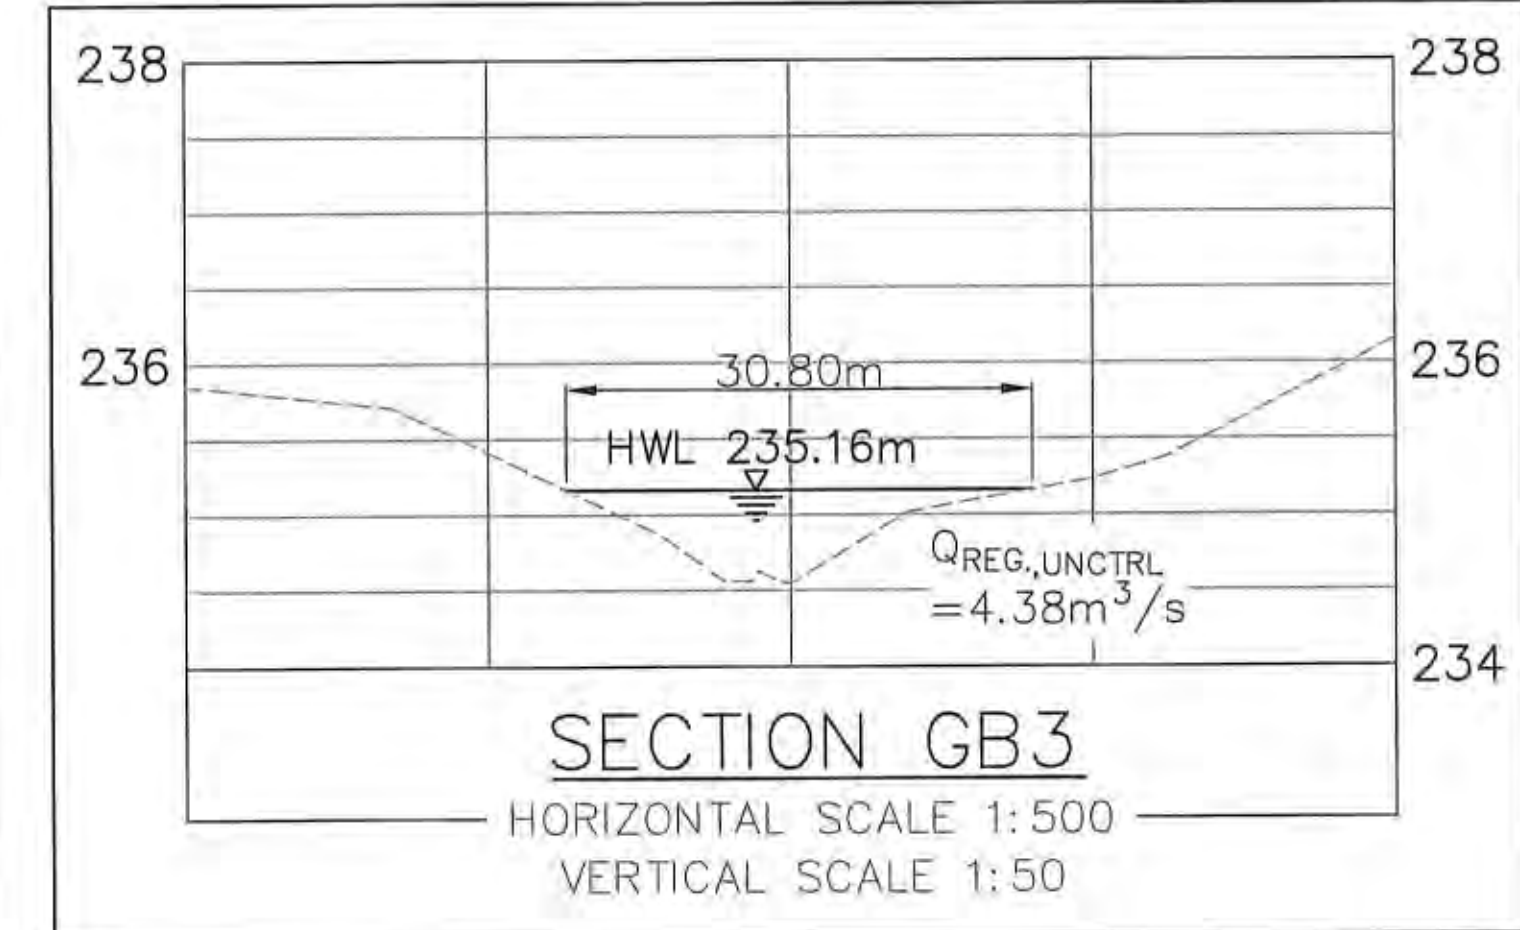 238 238
236 236
30.80m
HWL 235.16m
QREG.,UNCTRL
=4.38m³/s
234
SECTION GB3
HORIZONTAL SCALE 1:500
VERTICAL SCALE 1:50